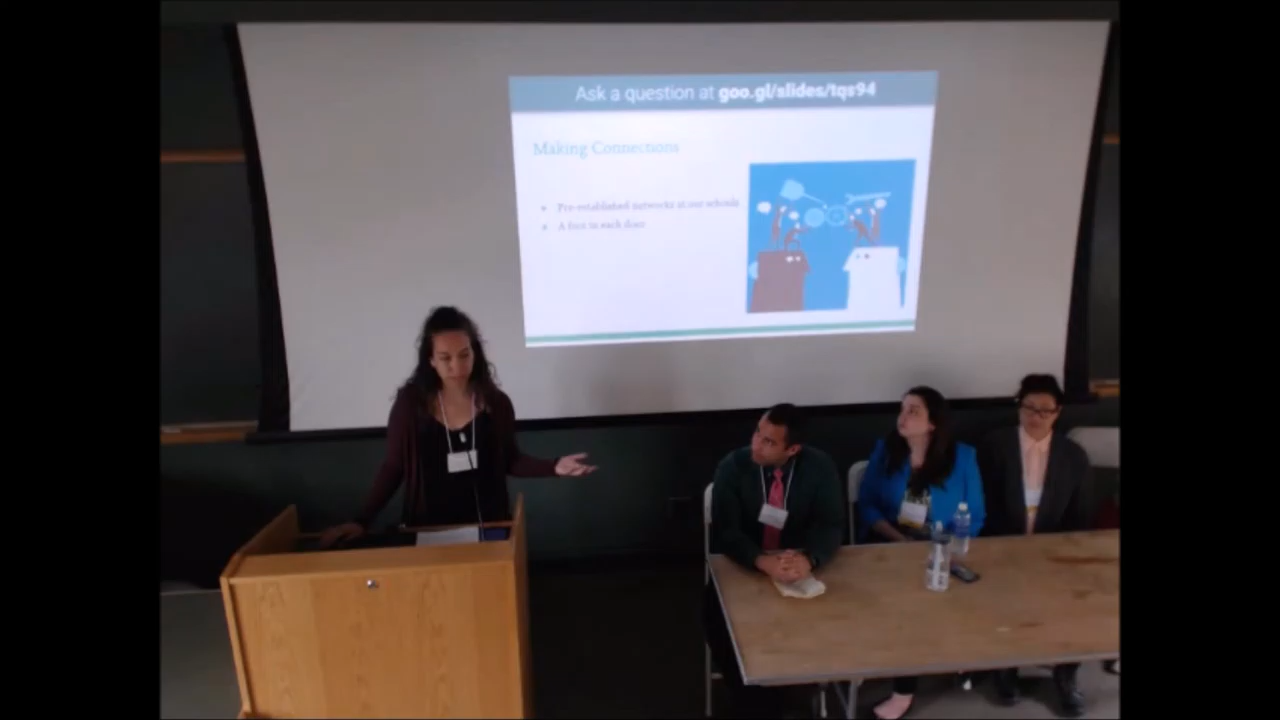 Ask a question at goo.gl/slides/tqs94
Making Connections
Pre-established networks at our schools
A foot in each door